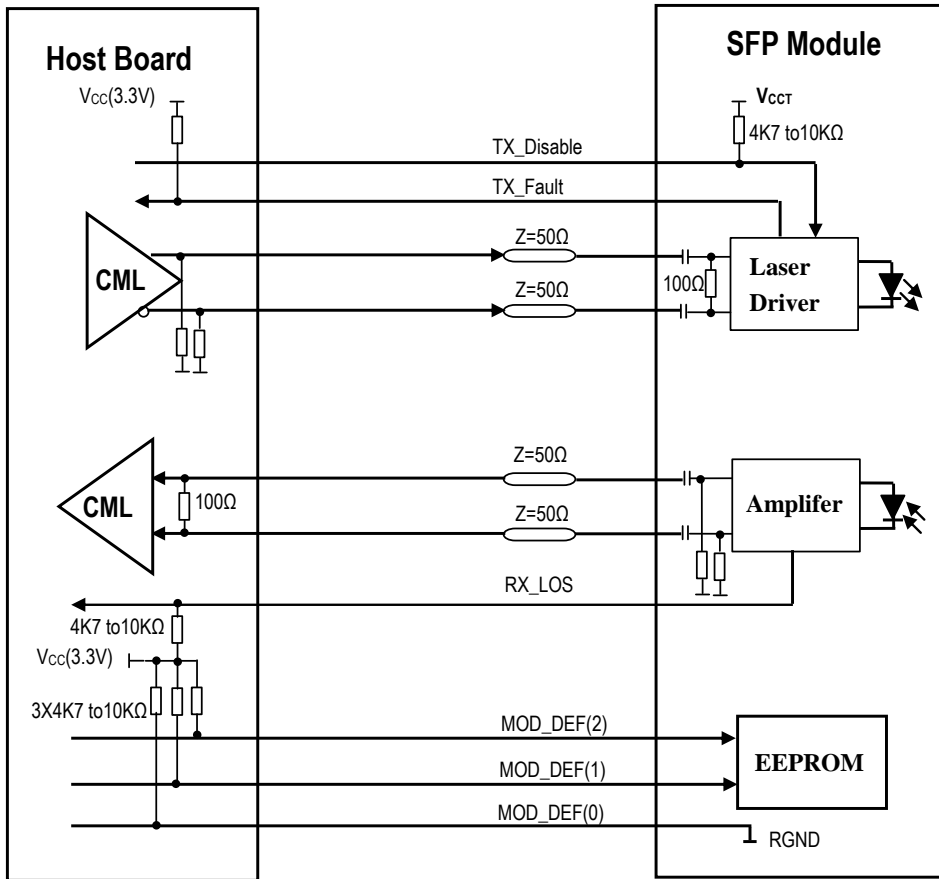 Host Board
SFP Module
VCC(3.3V)
VCCT
4K7 to10KΩ
TX_Disable
TX_Fault
Z=50Ω
CML
100Ω
Laser
Driver
Z=50Ω
Z=50Ω
CML
100Ω
Amplifer
Z=50Ω
RX_LOS
4K7 to10KΩ
VCC(3.3V)
3X4K7 to10KΩ
MOD_DEF(2)
EEPROM
MOD_DEF(1)
MOD_DEF(0)
RGND